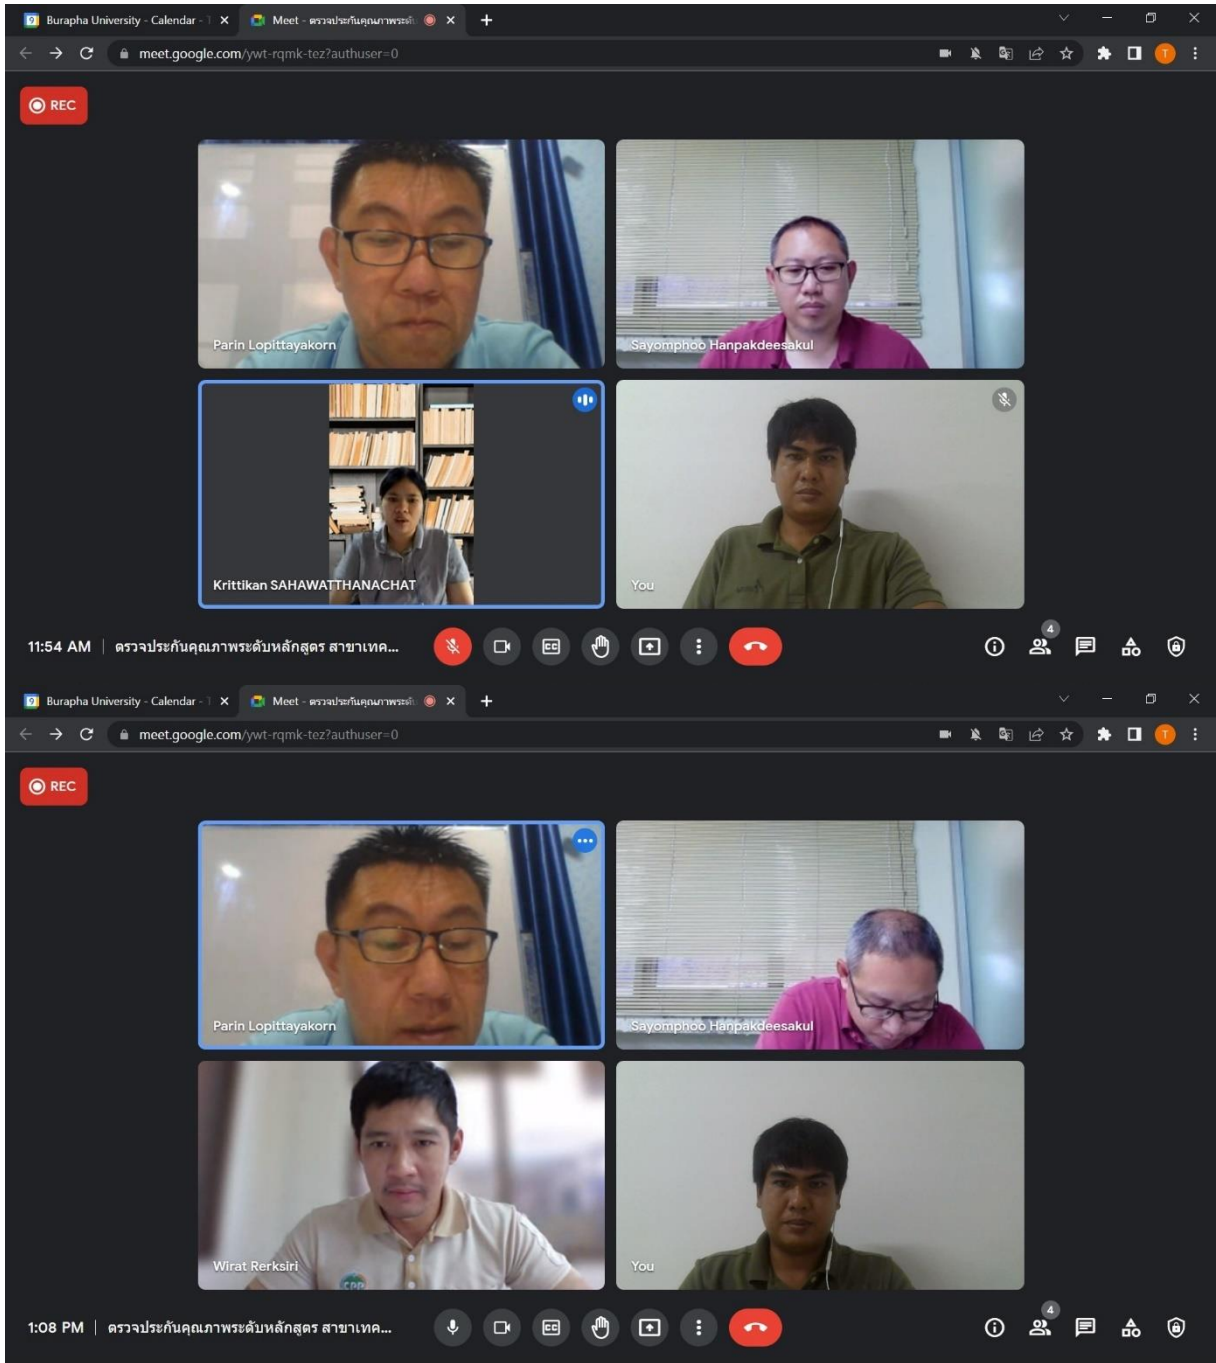 Burapha University - Calendar -
Meet - ตรวจประกันคุณภาพระดับ
meet.google.com/ywt-rqmk-tez?authuser=0
T
REC
Parin Lopittayakorn
Sayomphoo Hanpakdeesakul
Krittikan SAHAWATTHANACHAT
You
11:54 AM | ตรวจประกันคุณภาพระดับหลักสูตร สาขาเทค...
CC
4
Burapha University - Calendar -
Meet - ตรวจประกันคุณภาพระดับ
meet.google.com/ywt-rqmk-tez?authuser=0
T
REC
Parin Lopittayakorn
Sayomphoo Hanpakdeesakul
Wirat Rerksiri
You
1:08 PM | ตรวจประกันคุณภาพระดับหลักสูตร สาขาเทค...
CC
4